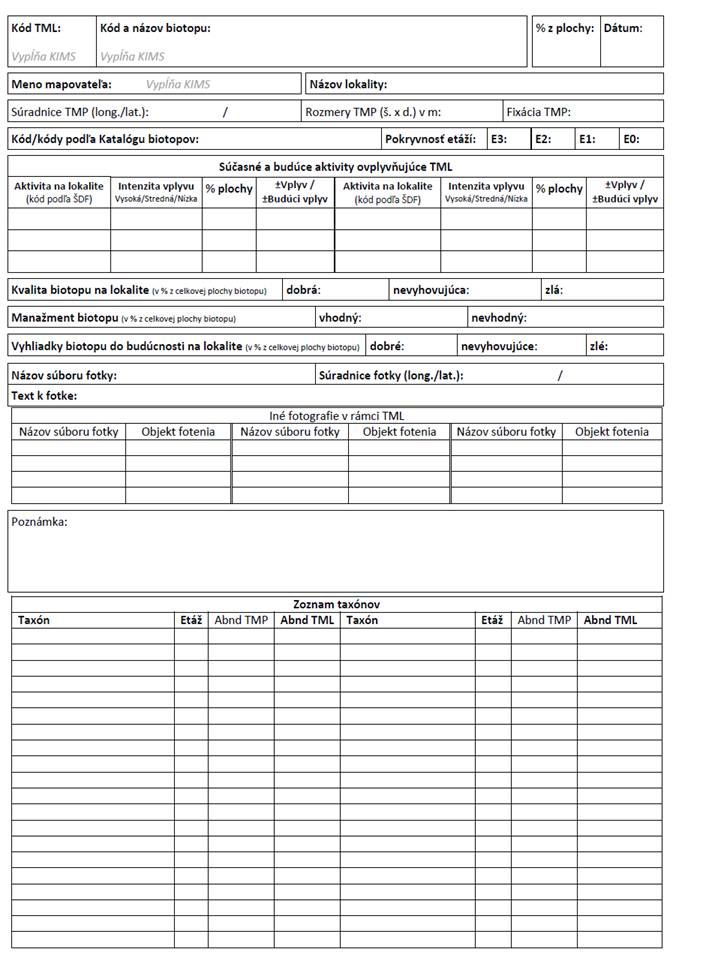 Kód TML: Kód a názov biotopu: % z plochy: Dátum:
Vypĺňa KIMS Vypĺňa KIMS
Meno mapovateľa: Vypĺňa KIMS Názov lokality:
Súradnice TMP (long./lat.): / Rozmery TMP (š. x d.) v m: Fixácia TMP:
Kód/kódy podľa Katalógu biotopov: Pokryvnosť etáží: E3: E2: E1: E0:
Súčasné a budúce aktivity ovplyvňujúce TML
Aktivita na lokalite Intenzita vplyvu % plochy ±Vplyv / Aktivita na lokalite Intenzita vplyvu % plochy ±Vplyv /
(kód podľa ŠDF) Vysoká/Stredná/Nízka ±Budúci vplyv (kód podľa ŠDF) Vysoká/Stredná/Nízka ±Budúci vplyv
Kvalita biotopu na lokalite (v % z celkovej plochy biotopu) dobrá: nevyhovujúca: zlá:
Manažment biotopu (v % z celkovej plochy biotopu) vhodný: nevhodný:
Vyhliadky biotopu do budúcnosti na lokalite (v % z celkovej plochy biotopu) dobré: nevyhovujúce: zlé:
Názov súboru fotky: Súradnice fotky (long./lat.): /
Text k fotke:
Iné fotografie v rámci TML
Názov súboru fotky Objekt fotenia Názov súboru fotky Objekt fotenia Názov súboru fotky Objekt fotenia
Poznámka:
Zoznam taxónov
Taxón Etáž Abnd TMP Abnd TML Taxón Etáž Abnd TMP Abnd TML